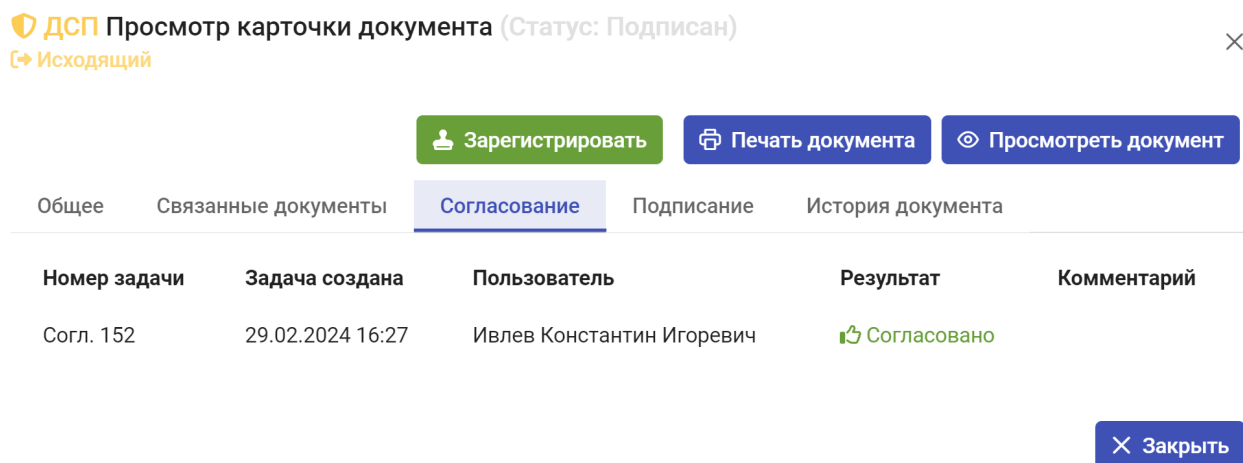 ДСП Просмотр карточки документа (Статус: Подписан)
Исходящий
Зарегистрировать Печать документа Просмотреть документ
Общее Связанные документы Согласование Подписание История документа
Номер задачи Задача создана Пользователь Результат Комментарий
Согл. 152 29.02.2024 16:27 Ивлев Константин Игоревич Согласовано
Закрыть